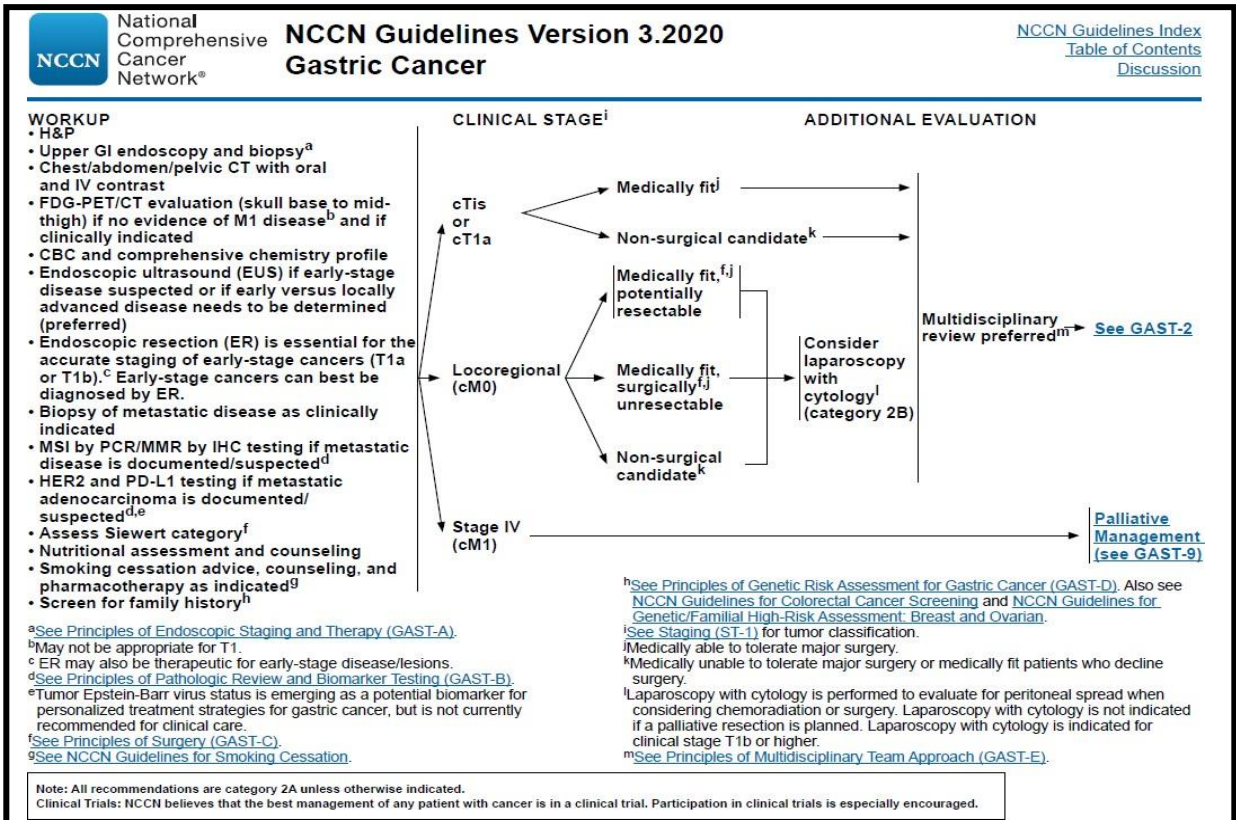 NCCN
National
Comprehensive
Cancer
Network®
NCCN Guidelines Version 3.2020
Gastric Cancer
NCCN Guidelines Index
Table of Contents
Discussion
WORKUP
• H&P
• Upper GI endoscopy and biopsyᵃ
• Chest/abdomen/pelvic CT with oral
and IV contrast
• FDG-PET/CT evaluation (skull base to mid-
thigh) if no evidence of M1 diseaseᵇ and if
clinically indicated
• CBC and comprehensive chemistry profile
• Endoscopic ultrasound (EUS) if early-stage
disease suspected or if early versus locally
advanced disease needs to be determined
(preferred)
• Endoscopic resection (ER) is essential for the
accurate staging of early-stage cancers (T1a
or T1b).ᶜ Early-stage cancers can best be
diagnosed by ER.
• Biopsy of metastatic disease as clinically
indicated
• MSI by PCR/MMR by IHC testing if metastatic
disease is documented/suspectedᵈ
• HER2 and PD-L1 testing if metastatic
adenocarcinoma is documented/
suspectedᵈ,ᵉ
• Assess Siewert categoryᶠ
• Nutritional assessment and counseling
• Smoking cessation advice, counseling, and
pharmacotherapy as indicatedᵍ
• Screen for family historyʰ
CLINICAL STAGEⁱ
cTis
or
cT1a
Medically fitʲ
Non-surgical candidateᵏ
Locoregional
(cM0)
Medically fit,ᶠ,ʲ
potentially
resectable
Medically fit,
surgicallyᶠ,ʲ
unresectable
Non-surgical
candidateᵏ
Stage IV
(cM1)
ADDITIONAL EVALUATION
Consider
laparoscopy
with
cytologyˡ
(category 2B)
Multidisciplinary
review preferredᵐ
See GAST-2
Palliative
Management
(see GAST-9)
ᵃSee Principles of Endoscopic Staging and Therapy (GAST-A).
ᵇMay not be appropriate for T1.
ᶜ ER may also be therapeutic for early-stage disease/lesions.
ᵈSee Principles of Pathologic Review and Biomarker Testing (GAST-B).
ᵉTumor Epstein-Barr virus status is emerging as a potential biomarker for
personalized treatment strategies for gastric cancer, but is not currently
recommended for clinical care.
ᶠSee Principles of Surgery (GAST-C).
ᵍSee NCCN Guidelines for Smoking Cessation.
ʰSee Principles of Genetic Risk Assessment for Gastric Cancer (GAST-D). Also see
NCCN Guidelines for Colorectal Cancer Screening and NCCN Guidelines for
Genetic/Familial High-Risk Assessment: Breast and Ovarian.
ⁱSee Staging (ST-1) for tumor classification.
ʲMedically able to tolerate major surgery.
ᵏMedically unable to tolerate major surgery or medically fit patients who decline
surgery.
ˡLaparoscopy with cytology is performed to evaluate for peritoneal spread when
considering chemoradiation or surgery. Laparoscopy with cytology is not indicated
if a palliative resection is planned. Laparoscopy with cytology is indicated for
clinical stage T1b or higher.
ᵐSee Principles of Multidisciplinary Team Approach (GAST-E).
Note: All recommendations are category 2A unless otherwise indicated.
Clinical Trials: NCCN believes that the best management of any patient with cancer is in a clinical trial. Participation in clinical trials is especially encouraged.